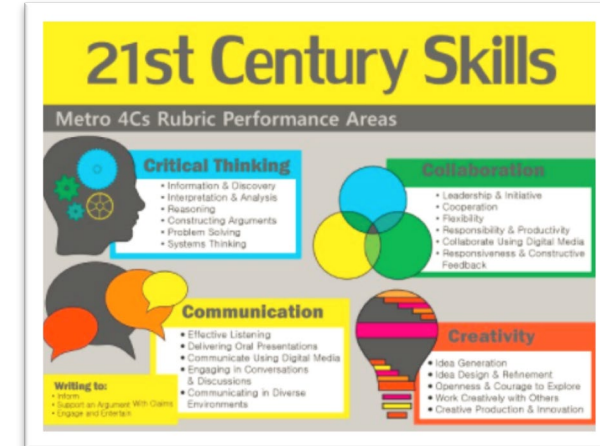 21st Century Skills
Metro 4Cs Rubric Performance Areas
Critical Thinking
• Information & Discovery
• Interpretation & Analysis
• Reasoning
• Constructing Arguments
• Problem Solving
• Systems Thinking
Collaboration
• Leadership & Initiative
• Cooperation
• Flexibility
• Responsibility & Productivity
• Collaborate Using Digital Media
• Responsiveness & Constructive
Feedback
Communication
• Effective Listening
• Delivering Oral Presentations
• Communicate Using Digital Media
• Engaging in Conversations
& Discussions
• Communicating in Diverse
Environments
Writing to:
• Inform
• Support an Argument With Claims
• Engage and Entertain
Creativity
• Idea Generation
• Idea Design & Refinement
• Openness & Courage to Explore
• Work Creatively with Others
• Creative Production & Innovation